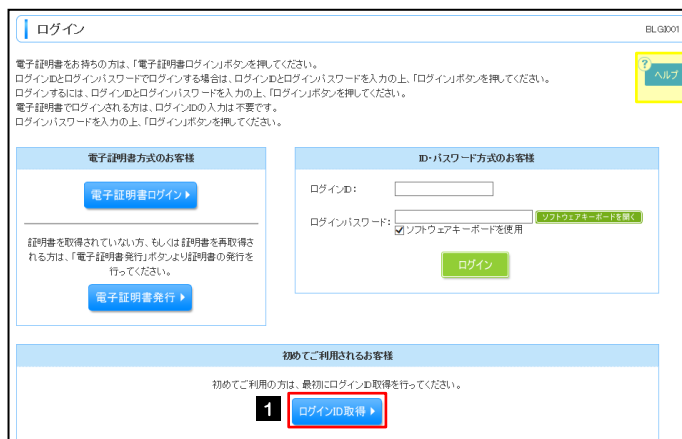 ログイン
BLGI001
電子証明書をお持ちの方は、「電子証明書ログイン」ボタンを押してください。
ログインIDとログインパスワードでログインする場合は、ログインIDとログインパスワードを入力の上、「ログイン」ボタンを押してください。
ログインするには、ログインIDとログインパスワードを入力の上、「ログイン」ボタンを押してください。
電子証明書でログインされる方は、ログインIDの入力は不要です。
ログインパスワードを入力の上、「ログイン」ボタンを押してください。
? ヘルプ
電子証明書方式のお客様
電子証明書ログイン
証明書を取得されていない方、もしくは証明書を再取得さ
れる方は、「電子証明書発行」ボタンより証明書の発行を
行ってください。
電子証明書発行
ID・パスワード方式のお客様
ログインID：
ログインパスワード：
ソフトウェアキーボードを開く
ソフトウェアキーボードを使用
ログイン
初めてご利用されるお客様
初めてご利用の方は、最初にログインID取得を行ってください。
1 ログインID取得